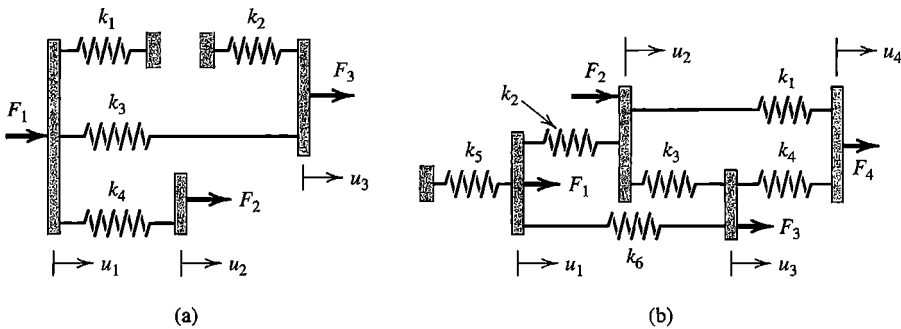 k₁
k₂
F₁
k₃
F₃
k₄
F₂
u₃
u₁
u₂
(a)
u₂
u₄
F₂
k₁
k₂
k₅
k₃
k₄
F₁
F₄
F₃
k₆
u₁
u₃
(b)